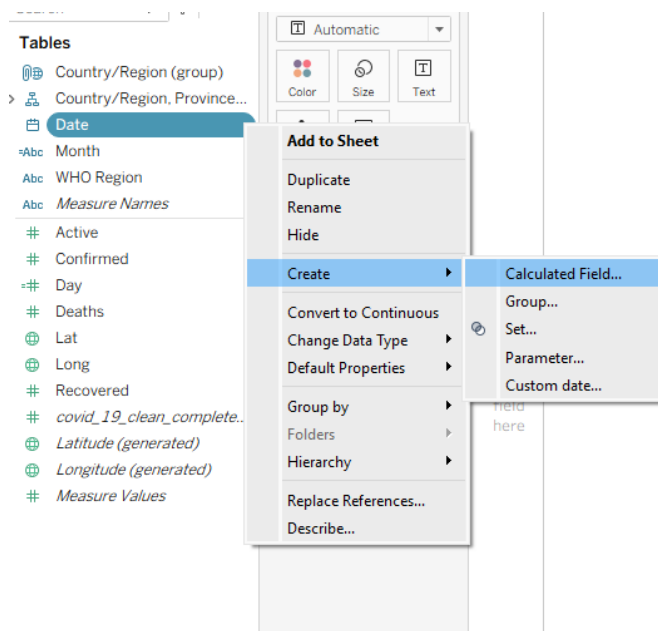 Automatic
Tables
Country/Region (group)
Country/Region, Province...
Date
=Abc Month
Abc WHO Region
Abc Measure Names
# Active
# Confirmed
=# Day
# Deaths
Lat
Long
# Recovered
# covid_19_clean_complete..
Latitude (generated)
Longitude (generated)
# Measure Values
T
Color
Size
Text
Add to Sheet
Duplicate
Rename
Hide
Create
Convert to Continuous
Change Data Type
Default Properties
Group by
Folders
Hierarchy
Replace References...
Describe...
Calculated Field...
Group...
Set...
Parameter...
Custom date...
field
here